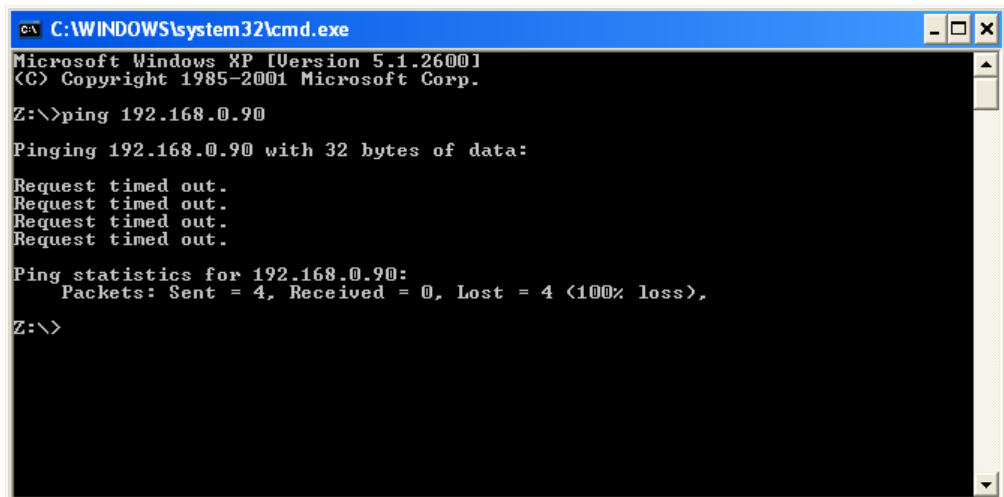 C:\WINDOWS\system32\cmd.exe
Microsoft Windows XP [Version 5.1.2600]
(C) Copyright 1985-2001 Microsoft Corp.
Z:\>ping 192.168.0.90
Pinging 192.168.0.90 with 32 bytes of data:
Request timed out.
Request timed out.
Request timed out.
Request timed out.
Ping statistics for 192.168.0.90:
Packets: Sent = 4, Received = 0, Lost = 4 (100% loss),
Z:\>